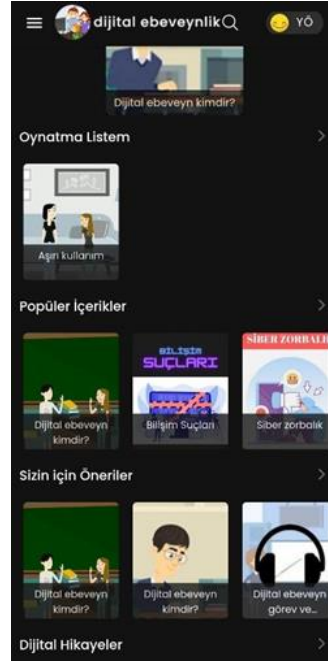 dijital ebeveynlik
YÖ
Dijital ebeveyn kimdir?
Oynatma Listem
Aşırı kullanım
Popüler İçerikler
BİLİŞİM
SUÇLARI
SİBER ZORBALIK
Dijital ebeveyn
kimdir?
Bilişim Suçları
Siber zorbalık
Sizin için Öneriler
Dijital ebeveyn
kimdir?
Dijital ebeveyn
kimdir?
Dijital ebeveyn
görev ve...
Dijital Hikayeler